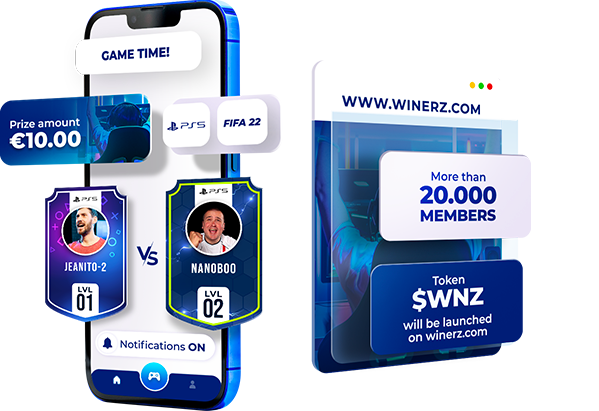 GAME TIME!
Prize amount
€10.00
PS5
FIFA 22
PS5
JEANITO-2
LVL
01
VS
PS5
NANOBOO
LVL
02
Notifications ON
WWW.WINERZ.COM
More than
20.000
MEMBERS
Token
$WNZ
will be launched
on winerz.com